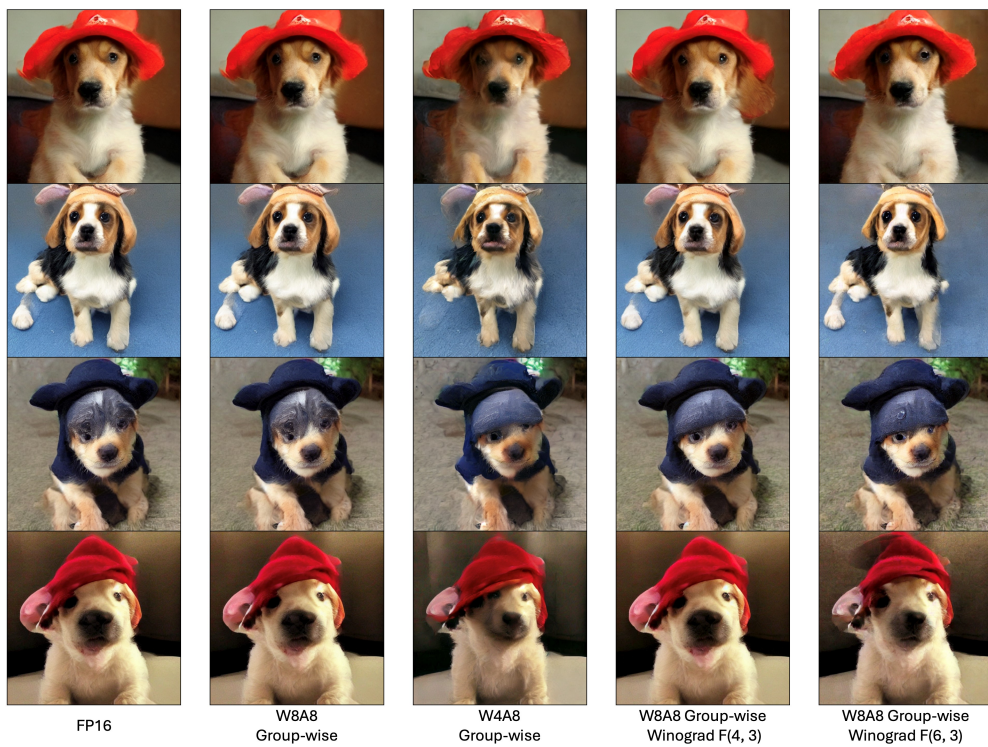 FP16
W8A8
Group-wise
W4A8
Group-wise
W8A8 Group-wise
Winograd F(4, 3)
W8A8 Group-wise
Winograd F(6, 3)